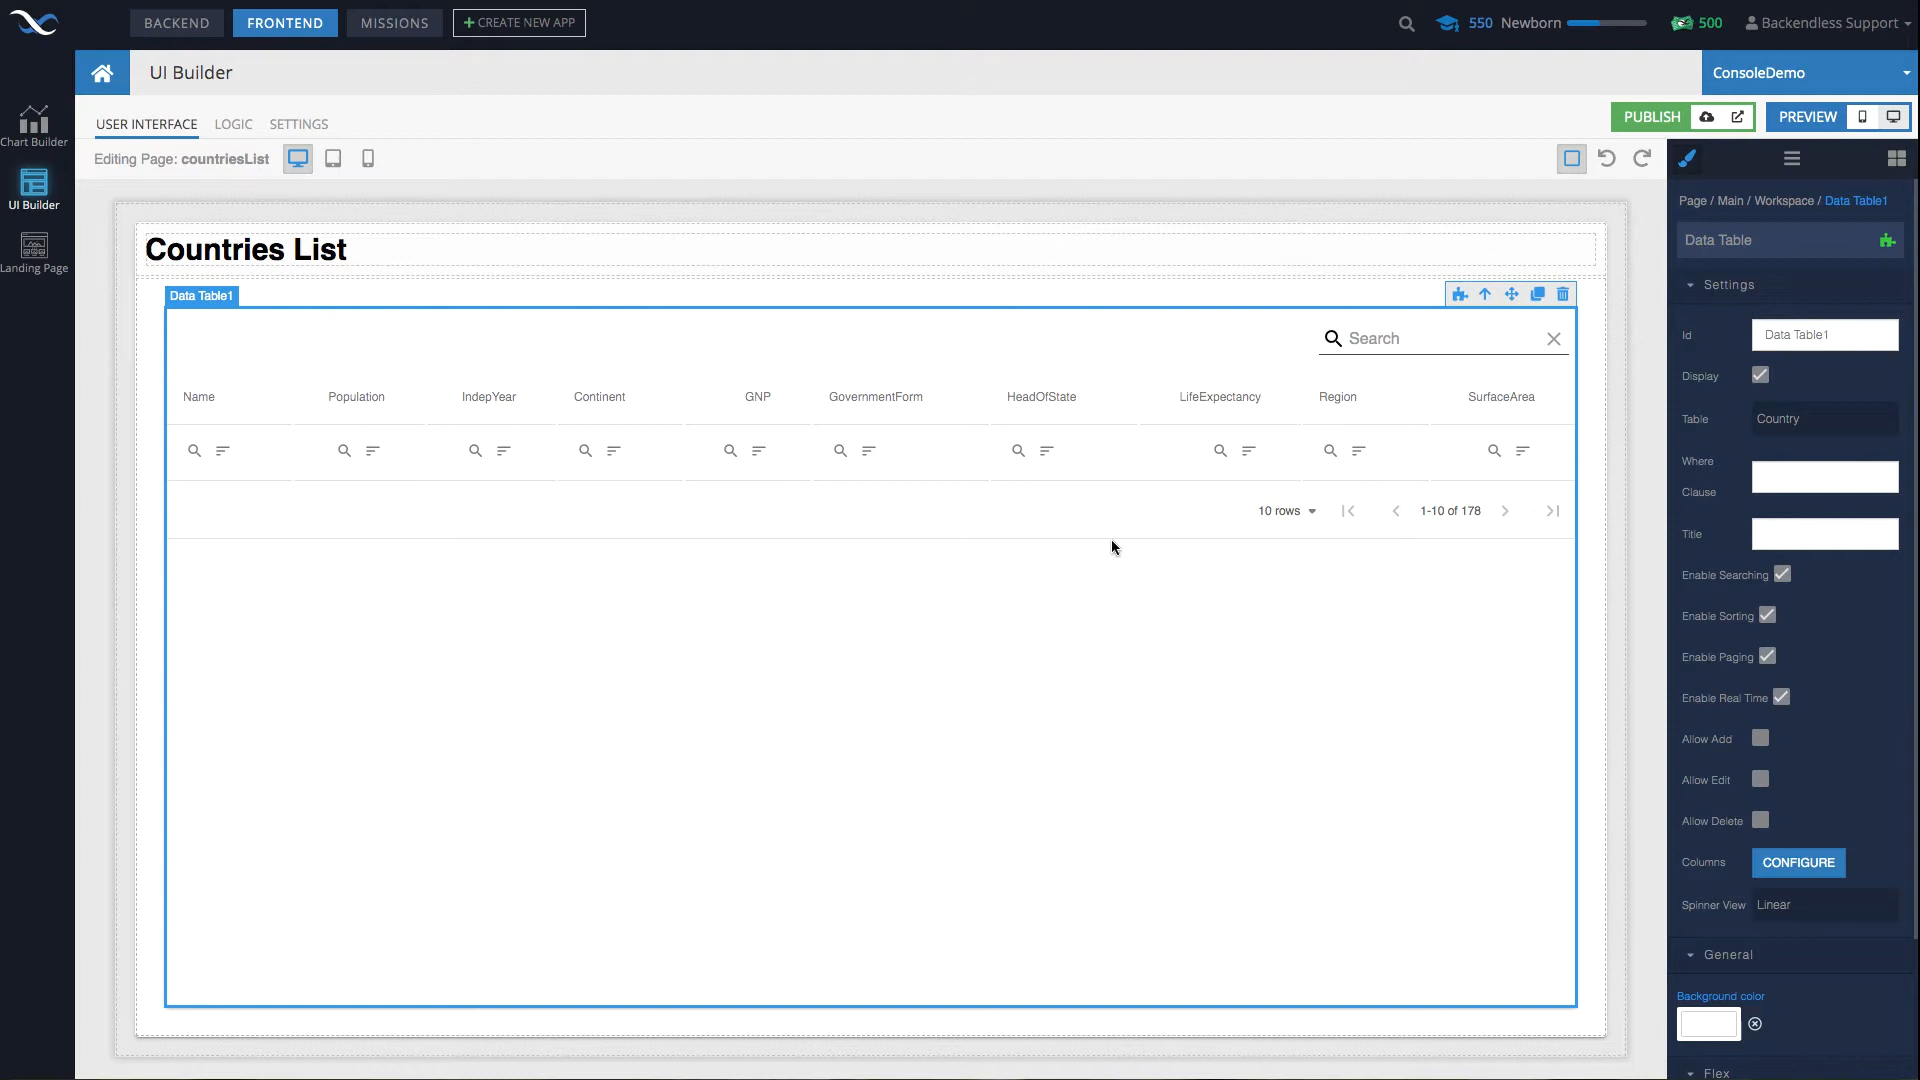 BACKEND FRONTEND MISSIONS + CREATE NEW APP 550 Newborn 500 Backendless Support
UI Builder ConsoleDemo
USER INTERFACE LOGIC SETTINGS PUBLISH PREVIEW
Editing Page: countriesList
Chart Builder
UI Builder
Landing Page
Countries List
Data Table1
Search
Name Population IndepYear Continent GNP GovernmentForm HeadOfState LifeExpectancy Region SurfaceArea
10 rows 1-10 of 178
Page / Main / Workspace / Data Table1
Data Table
Settings
Id Data Table1
Display
Table Country
Where
Clause
Title
Enable Searching
Enable Sorting
Enable Paging
Enable Real Time
Allow Add
Allow Edit
Allow Delete
Columns CONFIGURE
Spinner View Linear
General
Background color
Flex